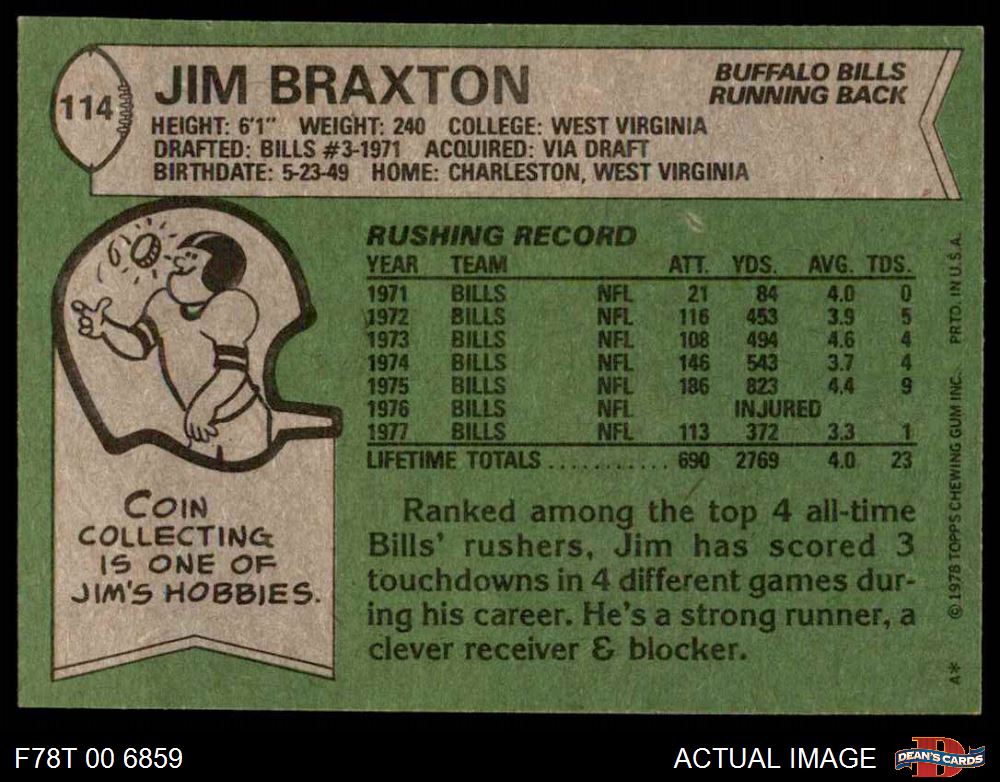 114
JIM BRAXTON
BUFFALO BILLS
RUNNING BACK
HEIGHT: 6'1" WEIGHT: 240 COLLEGE: WEST VIRGINIA
DRAFTED: BILLS #3-1971 ACQUIRED: VIA DRAFT
BIRTHDATE: 5-23-49 HOME: CHARLESTON, WEST VIRGINIA
RUSHING RECORD
YEAR TEAM ATT. YDS. AVG. TDS.
1971 BILLS NFL 21 84 4.0 0
1972 BILLS NFL 116 453 3.9 5
1973 BILLS NFL 108 494 4.6 4
1974 BILLS NFL 146 543 3.7 4
1975 BILLS NFL 186 823 4.4 9
1976 BILLS NFL INJURED
1977 BILLS NFL 113 372 3.3 1
LIFETIME TOTALS........... 690 2769 4.0 23
COIN
COLLECTING
IS ONE OF
JIM'S HOBBIES.
Ranked among the top 4 all-time
Bills' rushers, Jim has scored 3
touchdowns in 4 different games dur-
ing his career. He's a strong runner, a
clever receiver & blocker.
A* © 1978 TOPPS CHEWING GUM INC. PRTD. IN U.S.A.
F78T 00 6859
ACTUAL IMAGE
D
DEAN'S CARDS